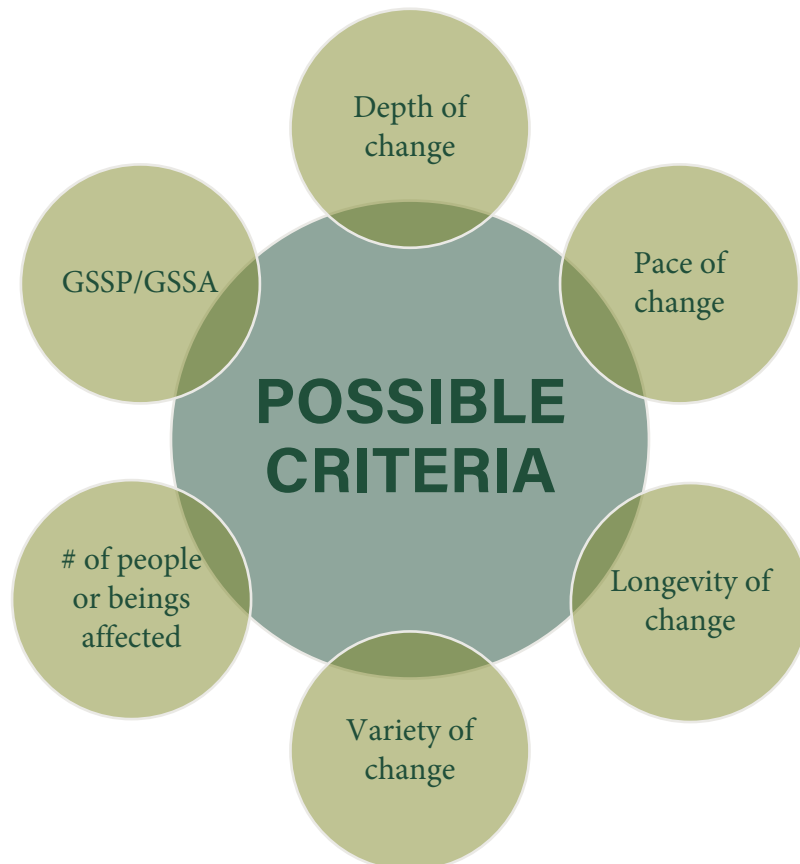 Depth of
change
GSSP/GSSA
Pace of
change
POSSIBLE
CRITERIA
# of people
or beings
affected
Longevity of
change
Variety of
change